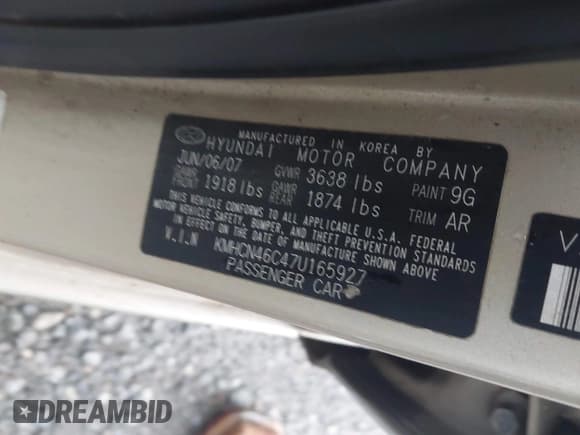 MANUFACTURED IN KOREA BY
HYUNDAI MOTOR COMPANY
JUN/06/07 GVWR 3638 lbs PAINT 9G
GAWR FRONT 1918 lbs GAWR REAR 1874 lbs TRIM AR
THIS VEHICLE CONFORMS TO ALL APPLICABLE U.S.A. FEDERAL
MOTOR VEHICLE SAFETY, BUMPER, AND THEFT PREVENTION STANDARDS
IN EFFECT ON THE DATE OF MANUFACTURE SHOWN ABOVE
V.I.N KMHCN46C47U165927
PASSENGER CAR
V
DREAMBID